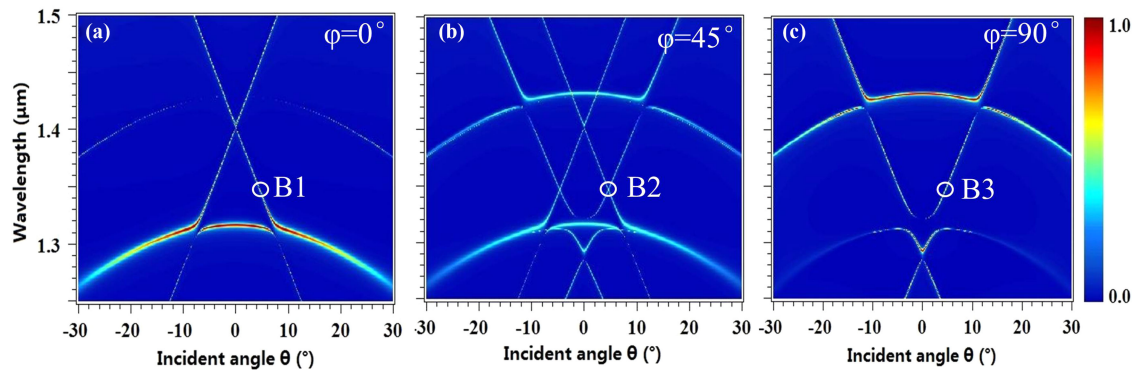 (a) φ=0°
(b) φ=45°
(c) φ=90°
1.0
0.0
Wavelength (μm)
1.5
1.4
1.3
B1
B2
B3
-30 -20 -10 0 10 20 30
-30 -20 -10 0 10 20 30
-30 -20 -10 0 10 20 30
Incident angle θ (°)
Incident angle θ (°)
Incident angle θ (°)